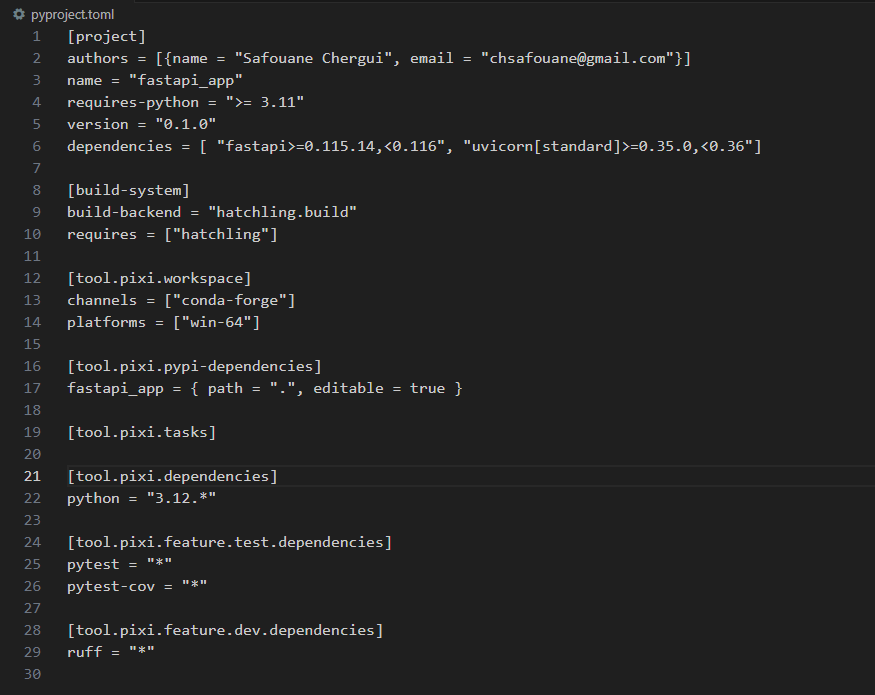 pyproject.toml
1 [project]
2 authors = [{name = "Safouane Chergui", email = "chsafouane@gmail.com"}]
3 name = "fastapi_app"
4 requires-python = ">= 3.11"
5 version = "0.1.0"
6 dependencies = [ "fastapi>=0.115.14,<0.116", "uvicorn[standard]>=0.35.0,<0.36"]
7
8 [build-system]
9 build-backend = "hatchling.build"
10 requires = ["hatchling"]
11
12 [tool.pixi.workspace]
13 channels = ["conda-forge"]
14 platforms = ["win-64"]
15
16 [tool.pixi.pypi-dependencies]
17 fastapi_app = { path = ".", editable = true }
18
19 [tool.pixi.tasks]
20
21 [tool.pixi.dependencies]
22 python = "3.12.*"
23
24 [tool.pixi.feature.test.dependencies]
25 pytest = "*"
26 pytest-cov = "*"
27
28 [tool.pixi.feature.dev.dependencies]
29 ruff = "*"
30